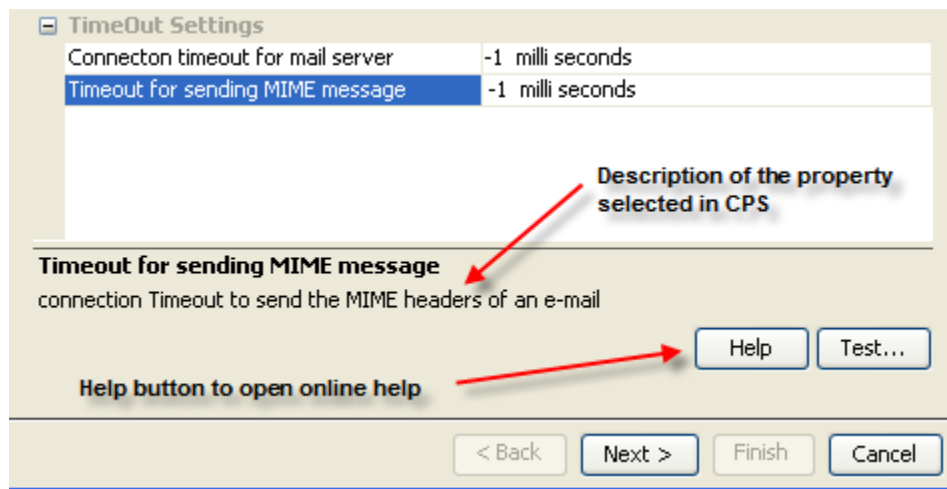 TimeOut Settings
Connecton timeout for mail server -1 milli seconds
Timeout for sending MIME message -1 milli seconds
Description of the property
selected in CPS
Timeout for sending MIME message
connection Timeout to send the MIME headers of an e-mail
Help Test...
Help button to open online help
< Back Next > Finish Cancel